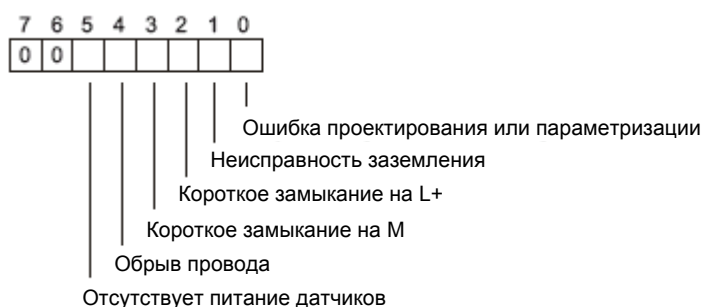 7 6 5 4 3 2 1 0
0 0
Ошибка проектирования или параметризации
Неисправность заземления
Короткое замыкание на L+
Короткое замыкание на M
Обрыв провода
Отсутствует питание датчиков